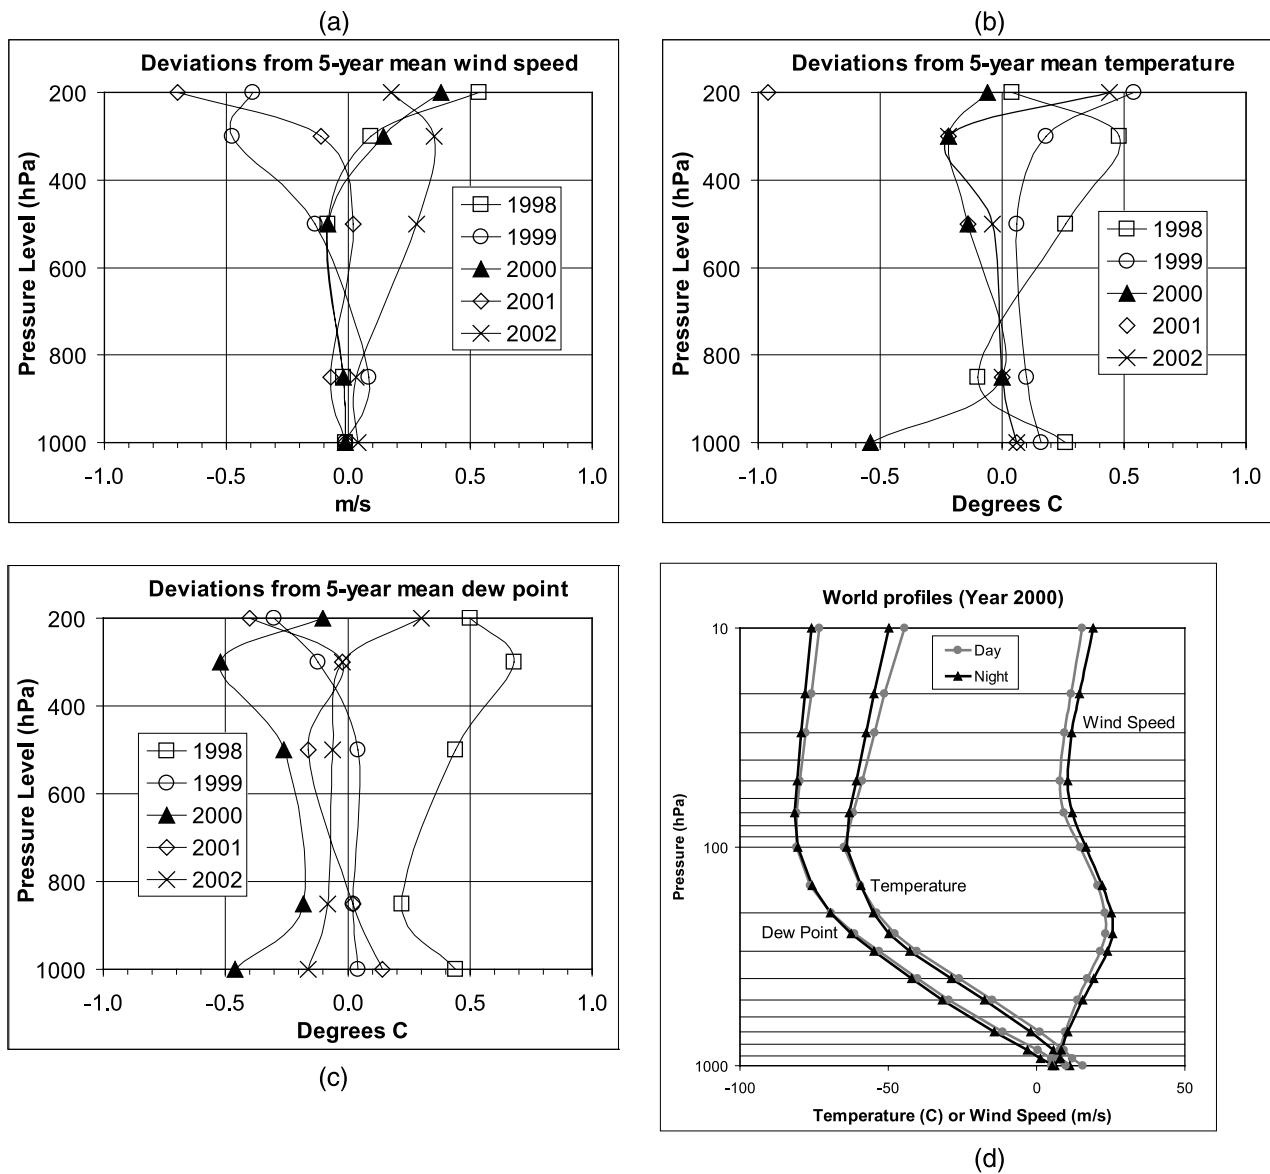 (a)
Deviations from 5-year mean wind speed
200
400
600
800
1000
Pressure Level (hPa)
1998
1999
2000
2001
2002
-1.0 -0.5 0.0 0.5 1.0
m/s
(b)
Deviations from 5-year mean temperature
200
400
600
800
1000
Pressure Level (hPa)
1998
1999
2000
2001
2002
-1.0 -0.5 0.0 0.5 1.0
Degrees C
Deviations from 5-year mean dew point
200
400
600
800
1000
Pressure Level (hPa)
1998
1999
2000
2001
2002
-1.0 -0.5 0.0 0.5 1.0
Degrees C
(c)
World profiles (Year 2000)
10
100
1000
Pressure (hPa)
Day
Night
Wind Speed
Temperature
Dew Point
-100 -50 0 50
Temperature (C) or Wind Speed (m/s)
(d)